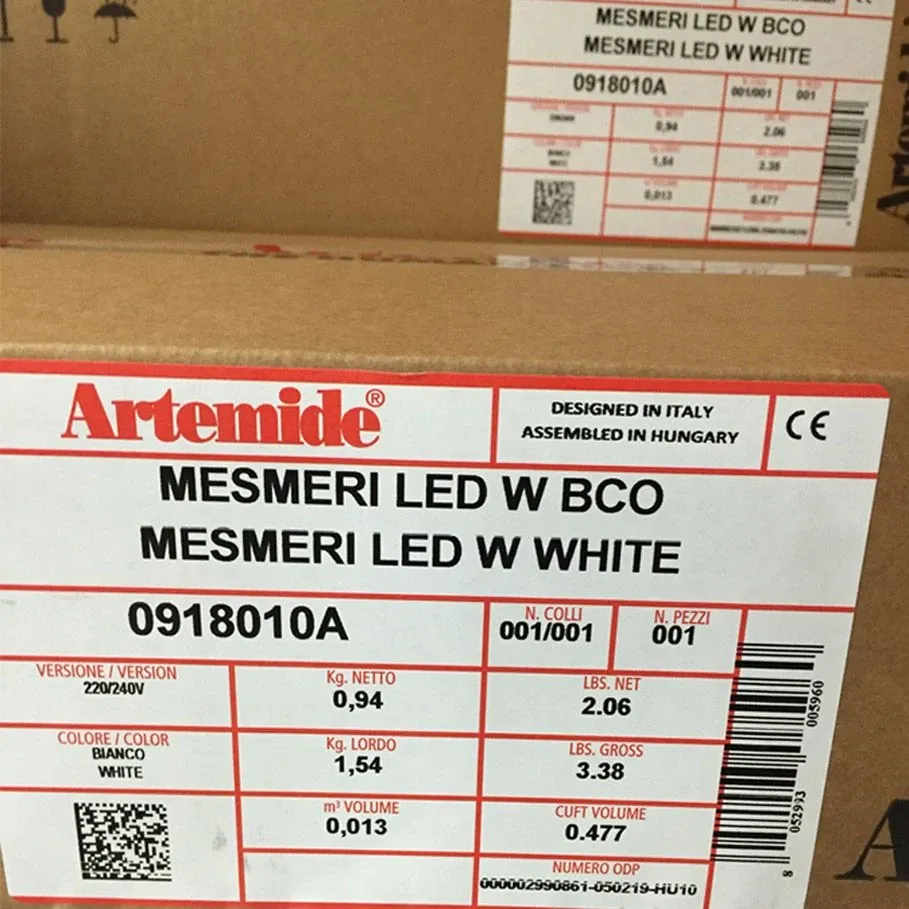 MESMERI LED W BCO
MESMERI LED W WHITE
0918010A
001/001
001
0,94
2.06
1,54
3.38
0,013
0.477
Artemide®
DESIGNED IN ITALY
ASSEMBLED IN HUNGARY
CE
MESMERI LED W BCO
MESMERI LED W WHITE
0918010A
N. COLLI
001/001
N. PEZZI
001
VERSIONE / VERSION
220/240V
Kg. NETTO
0,94
LBS. NET
2.06
COLORE / COLOR
BIANCO
WHITE
Kg. LORDO
1,54
LBS. GROSS
3.38
m³ VOLUME
0,013
CUFT VOLUME
0.477
NUMERO ODP
000002990861-050219-HU10
8 052993 005960